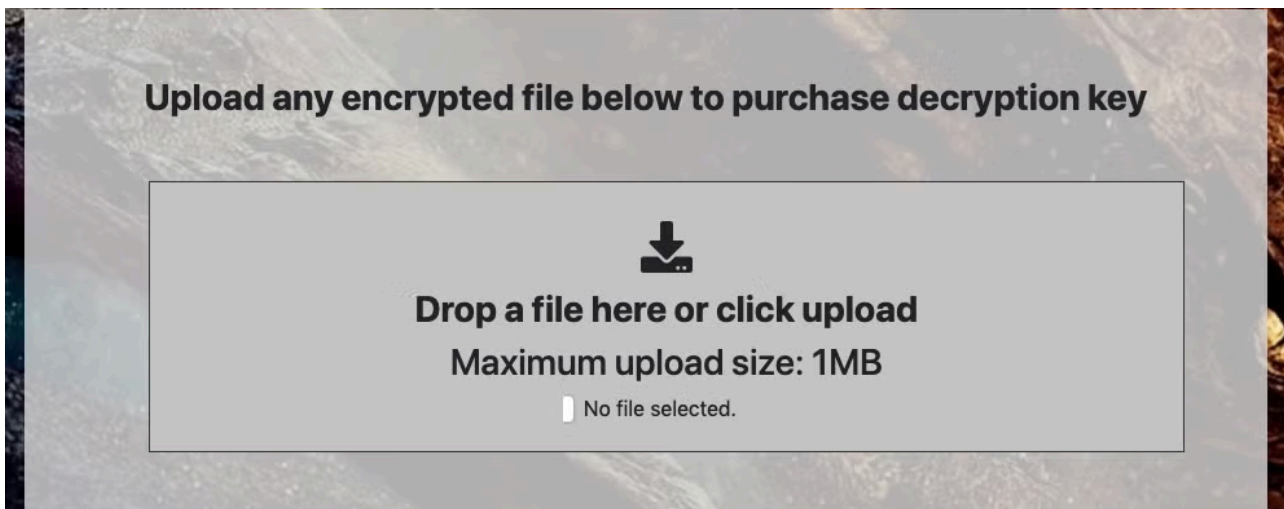 Upload any encrypted file below to purchase decryption key
Drop a file here or click upload
Maximum upload size: 1MB
No file selected.